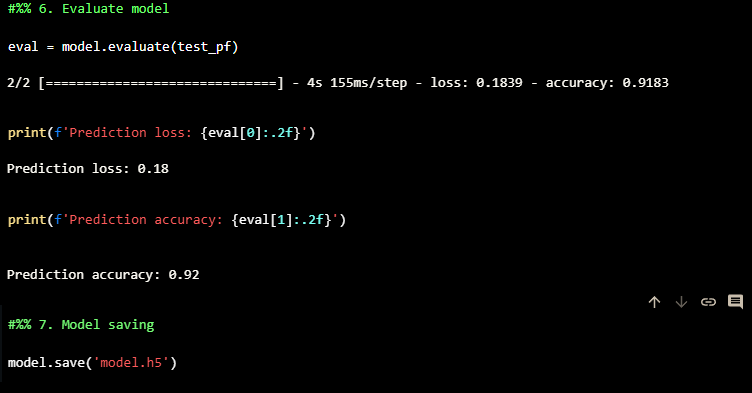 #%% 6. Evaluate model
eval = model.evaluate(test_pf)
2/2 [==============================] - 4s 155ms/step - loss: 0.1839 - accuracy: 0.9183
print(f'Prediction loss: {eval[0]:.2f}')
Prediction loss: 0.18
print(f'Prediction accuracy: {eval[1]:.2f}')
Prediction accuracy: 0.92
#%% 7. Model saving
model.save('model.h5')